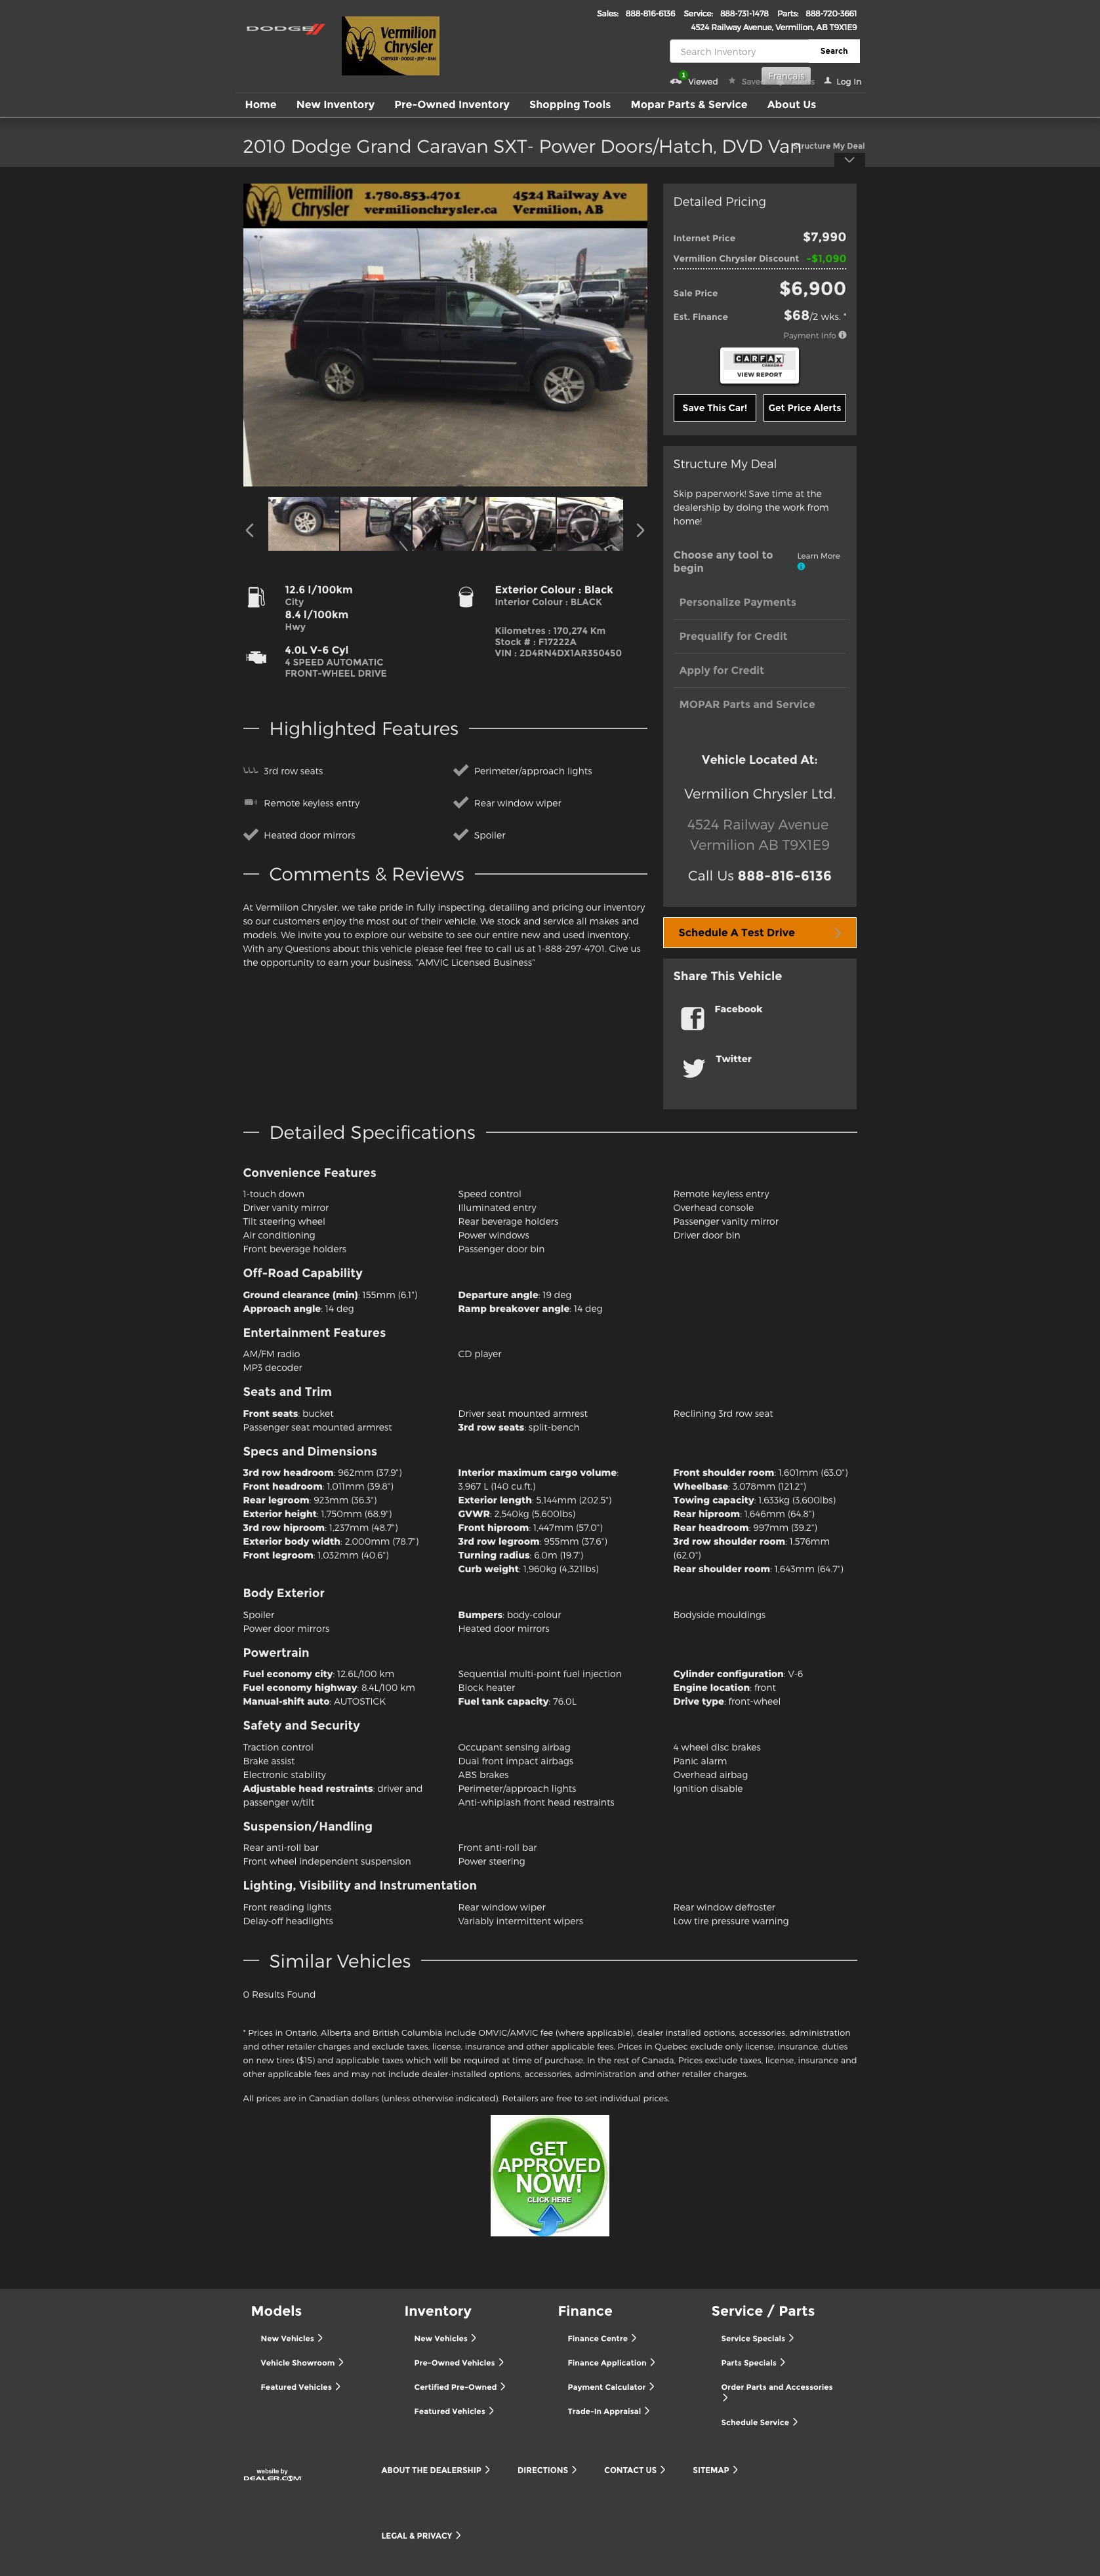 Sales: 888-816-6136 Service: 888-731-1478 Parts: 888-720-3661
4524 Railway Avenue, Vermilion, AB T9X1E9
DODGE
Vermilion
Chrysler
CHRYSLER • DODGE • JEEP • RAM
Search Inventory
Search
1
Viewed
Français
Log In
Home
New Inventory
Pre-Owned Inventory
Shopping Tools
Mopar Parts & Service
About Us
2010 Dodge Grand Caravan SXT- Power Doors/Hatch, DVD Van
Structure My Deal
Vermilion 1.780.853.4701 4524 Railway Ave
Chrysler vermilionchrysler.ca Vermilion, AB
Detailed Pricing
Internet Price $7,990
Vermilion Chrysler Discount -$1,090
Sale Price $6,900
Est. Finance $68/2 wks. *
Payment Info
CARFAX
CANADA
VIEW REPORT
Save This Car!
Get Price Alerts
Structure My Deal
Skip paperwork! Save time at the
dealership by doing the work from
home!
Choose any tool to
begin
Learn More
Personalize Payments
Prequalify for Credit
Apply for Credit
MOPAR Parts and Service
Vehicle Located At:
Vermilion Chrysler Ltd.
4524 Railway Avenue
Vermilion AB T9X1E9
Call Us 888-816-6136
Schedule A Test Drive
Share This Vehicle
Facebook
Twitter
12.6 l/100km
City
8.4 l/100km
Hwy
4.0L V-6 Cyl
4 SPEED AUTOMATIC
FRONT-WHEEL DRIVE
Exterior Colour : Black
Interior Colour : BLACK
Kilometres : 170,274 Km
Stock # : F17222A
VIN : 2D4RN4DX1AR350450
Highlighted Features
3rd row seats
Perimeter/approach lights
Remote keyless entry
Rear window wiper
Heated door mirrors
Spoiler
Comments & Reviews
At Vermilion Chrysler, we take pride in fully inspecting, detailing and pricing our inventory
so our customers enjoy the most out of their vehicle. We stock and service all makes and
models. We invite you to explore our website to see our entire new and used inventory.
With any Questions about this vehicle please feel free to call us at 1-888-297-4701. Give us
the opportunity to earn your business. "AMVIC Licensed Business"
Detailed Specifications
Convenience Features
1-touch down
Driver vanity mirror
Tilt steering wheel
Air conditioning
Front beverage holders
Speed control
Illuminated entry
Rear beverage holders
Power windows
Passenger door bin
Remote keyless entry
Overhead console
Passenger vanity mirror
Driver door bin
Off-Road Capability
Ground clearance (min): 155mm (6.1")
Approach angle: 14 deg
Departure angle: 19 deg
Ramp breakover angle: 14 deg
Entertainment Features
AM/FM radio
MP3 decoder
CD player
Seats and Trim
Front seats: bucket
Passenger seat mounted armrest
Driver seat mounted armrest
3rd row seats: split-bench
Reclining 3rd row seat
Specs and Dimensions
3rd row headroom: 962mm (37.9")
Front headroom: 1,011mm (39.8")
Rear legroom: 923mm (36.3")
Exterior height: 1,750mm (68.9")
3rd row hiproom: 1,237mm (48.7")
Exterior body width: 2,000mm (78.7")
Front legroom: 1,032mm (40.6")
Interior maximum cargo volume:
3,967 L (140 cu.ft.)
Exterior length: 5,144mm (202.5")
GVWR: 2,540kg (5,600lbs)
Front hiproom: 1,447mm (57.0")
3rd row legroom: 955mm (37.6")
Turning radius: 6.0m (19.7')
Curb weight: 1,960kg (4,321lbs)
Front shoulder room: 1,601mm (63.0")
Wheelbase: 3,078mm (121.2")
Towing capacity: 1,633kg (3,600lbs)
Rear hiproom: 1,646mm (64.8")
Rear headroom: 997mm (39.2")
3rd row shoulder room: 1,576mm
(62.0")
Rear shoulder room: 1,643mm (64.7")
Body Exterior
Spoiler
Power door mirrors
Bumpers: body-colour
Heated door mirrors
Bodyside mouldings
Powertrain
Fuel economy city: 12.6L/100 km
Fuel economy highway: 8.4L/100 km
Manual-shift auto: AUTOSTICK
Sequential multi-point fuel injection
Block heater
Fuel tank capacity: 76.0L
Cylinder configuration: V-6
Engine location: front
Drive type: front-wheel
Safety and Security
Traction control
Brake assist
Electronic stability
Adjustable head restraints: driver and
passenger w/tilt
Occupant sensing airbag
Dual front impact airbags
ABS brakes
Perimeter/approach lights
Anti-whiplash front head restraints
4 wheel disc brakes
Panic alarm
Overhead airbag
Ignition disable
Suspension/Handling
Rear anti-roll bar
Front wheel independent suspension
Front anti-roll bar
Power steering
Lighting, Visibility and Instrumentation
Front reading lights
Delay-off headlights
Rear window wiper
Variably intermittent wipers
Rear window defroster
Low tire pressure warning
Similar Vehicles
0 Results Found
* Prices in Ontario, Alberta and British Columbia include OMVIC/AMVIC fee (where applicable), dealer installed options, accessories, administration
and other retailer charges and exclude taxes, license, insurance and other applicable fees. Prices in Quebec exclude only license, insurance, duties
on new tires ($15) and applicable taxes which will be required at time of purchase. In the rest of Canada, Prices exclude taxes, license, insurance and
other applicable fees and may not include dealer-installed options, accessories, administration and other retailer charges.
All prices are in Canadian dollars (unless otherwise indicated). Retailers are free to set individual prices.
GET
APPROVED
NOW!
CLICK HERE
Models
New Vehicles
Vehicle Showroom
Featured Vehicles
Inventory
New Vehicles
Pre-Owned Vehicles
Certified Pre-Owned
Featured Vehicles
Finance
Finance Centre
Finance Application
Payment Calculator
Trade-In Appraisal
Service / Parts
Service Specials
Parts Specials
Order Parts and Accessories
Schedule Service
website by
DEALER.COM
ABOUT THE DEALERSHIP
DIRECTIONS
CONTACT US
SITEMAP
LEGAL & PRIVACY